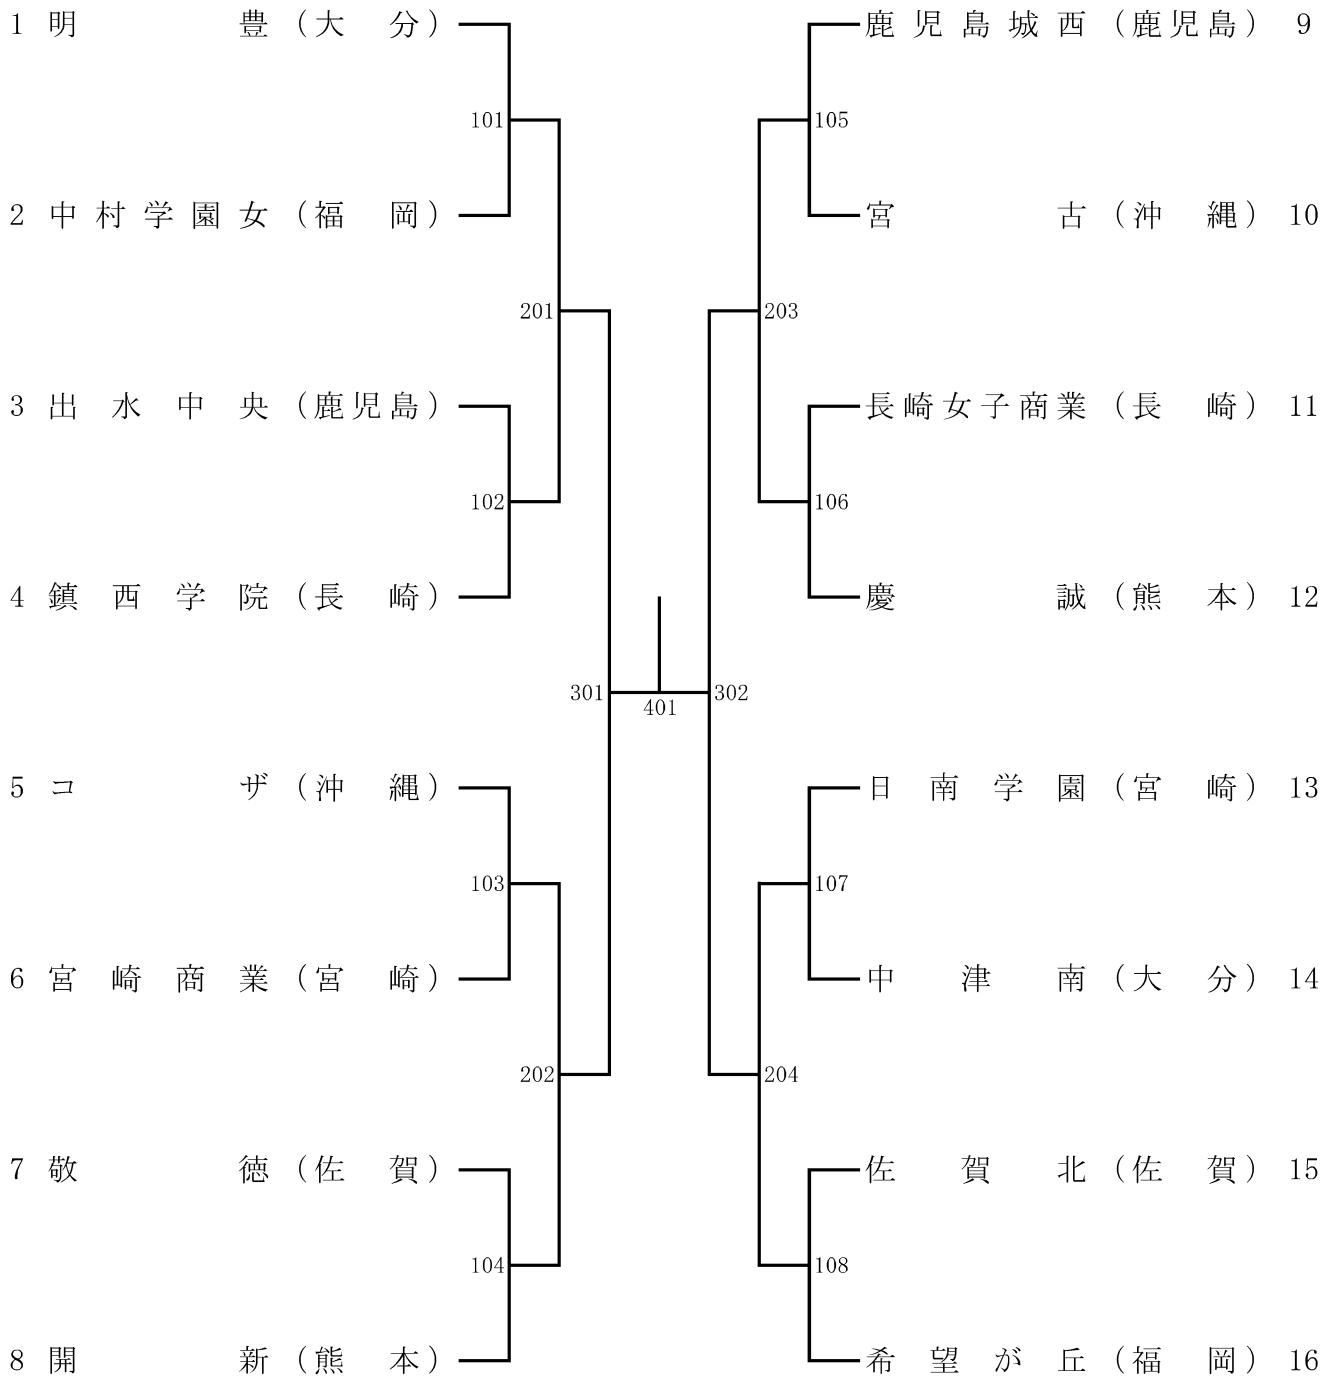 1 明豊（大分）
101
2 中村学園女（福岡）
201
3 出水中央（鹿児島）
102
4 鎮西学院（長崎）
301
5 コザ（沖縄）
103
6 宮崎商業（宮崎）
202
7 敬徳（佐賀）
104
8 開新（熊本）
401
鹿児島城西（鹿児島） 9
105
宮古（沖縄） 10
203
長崎女子商業（長崎） 11
106
慶誠（熊本） 12
302
日南学園（宮崎） 13
107
中津南（大分） 14
204
佐賀北（佐賀） 15
108
希望が丘（福岡） 16